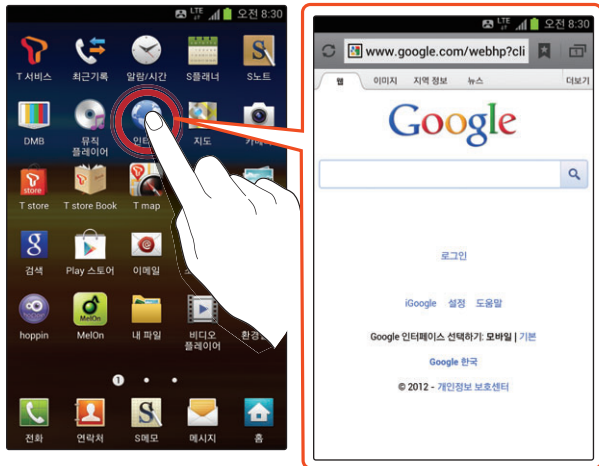 LTE 오전 8:30
T 서비스 최근기록 알람/시간 S플래너 S노트
DMB 뮤직 플레이어 지도
store
T store T store Book T map
검색 Play 스토어 이메일
hoppin MelOn 내 파일 비디오 플레이어
1
전화 연락처 S메모 메시지 홈
LTE 오전 8:30
www.google.com/webhp?cli
웹 이미지 지역 정보 뉴스 더보기
Google
로그인
iGoogle 설정 도움말
Google 인터페이스 선택하기: 모바일 | 기본
Google 한국
© 2012 - 개인정보 보호센터